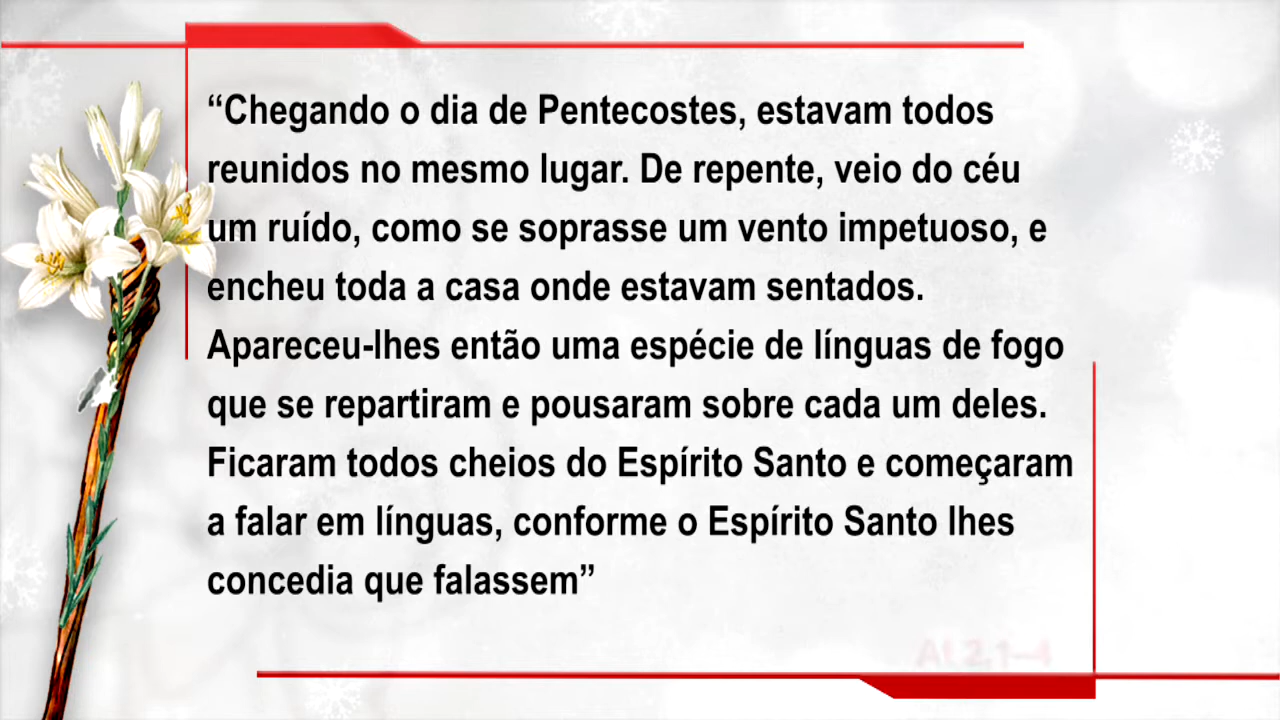 “Chegando o dia de Pentecostes, estavam todos
reunidos no mesmo lugar. De repente, veio do céu
um ruído, como se soprasse um vento impetuoso, e
encheu toda a casa onde estavam sentados.
Apareceu-lhes então uma espécie de línguas de fogo
que se repartiram e pousaram sobre cada um deles.
Ficaram todos cheios do Espírito Santo e começaram
a falar em línguas, conforme o Espírito Santo lhes
concedia que falassem”
At 2,1–4